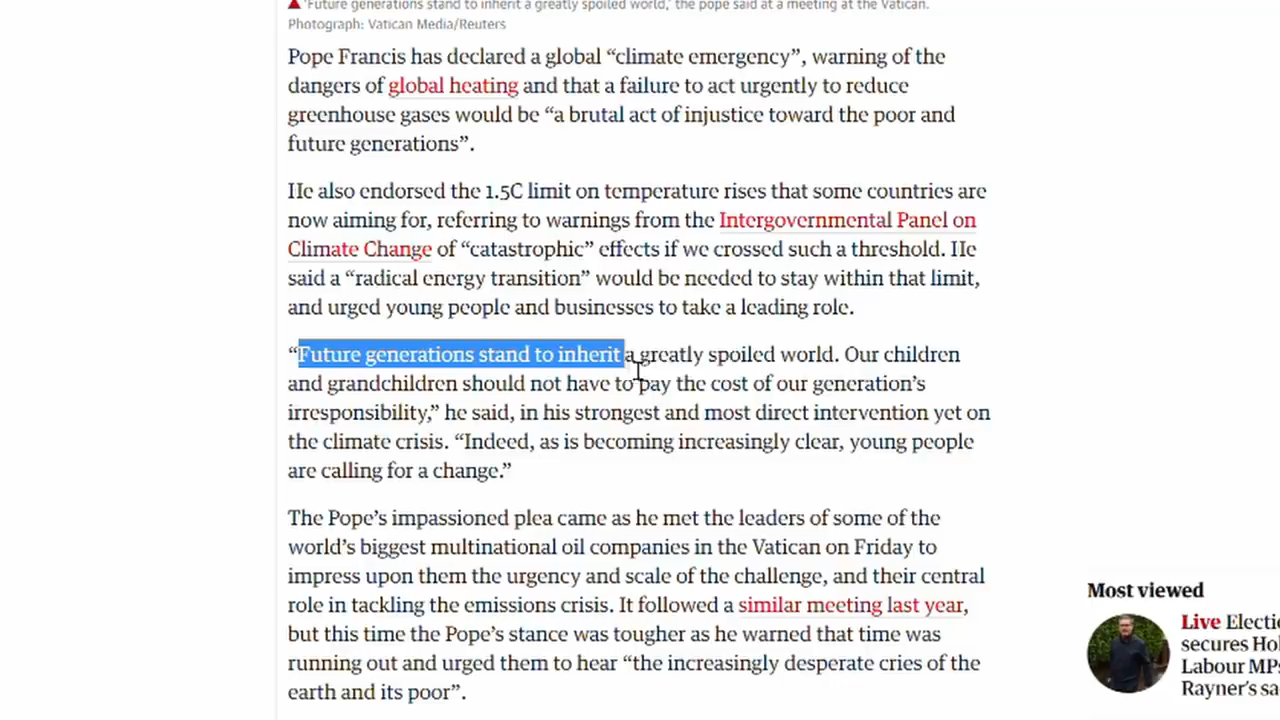 'Future generations stand to inherit a greatly spoiled world,' the pope said at a meeting at the Vatican.
Photograph: Vatican Media/Reuters
Pope Francis has declared a global “climate emergency”, warning of the
dangers of global heating and that a failure to act urgently to reduce
greenhouse gases would be “a brutal act of injustice toward the poor and
future generations”.
He also endorsed the 1.5C limit on temperature rises that some countries are
now aiming for, referring to warnings from the Intergovernmental Panel on
Climate Change of “catastrophic” effects if we crossed such a threshold. He
said a “radical energy transition” would be needed to stay within that limit,
and urged young people and businesses to take a leading role.
“Future generations stand to inherit a greatly spoiled world. Our children
and grandchildren should not have to pay the cost of our generation’s
irresponsibility,” he said, in his strongest and most direct intervention yet on
the climate crisis. “Indeed, as is becoming increasingly clear, young people
are calling for a change.”
The Pope’s impassioned plea came as he met the leaders of some of the
world’s biggest multinational oil companies in the Vatican on Friday to
impress upon them the urgency and scale of the challenge, and their central
role in tackling the emissions crisis. It followed a similar meeting last year,
but this time the Pope’s stance was tougher as he warned that time was
running out and urged them to hear “the increasingly desperate cries of the
earth and its poor”.
Most viewed
Live Electi
secures Ho
Labour MP
Rayner’s sa